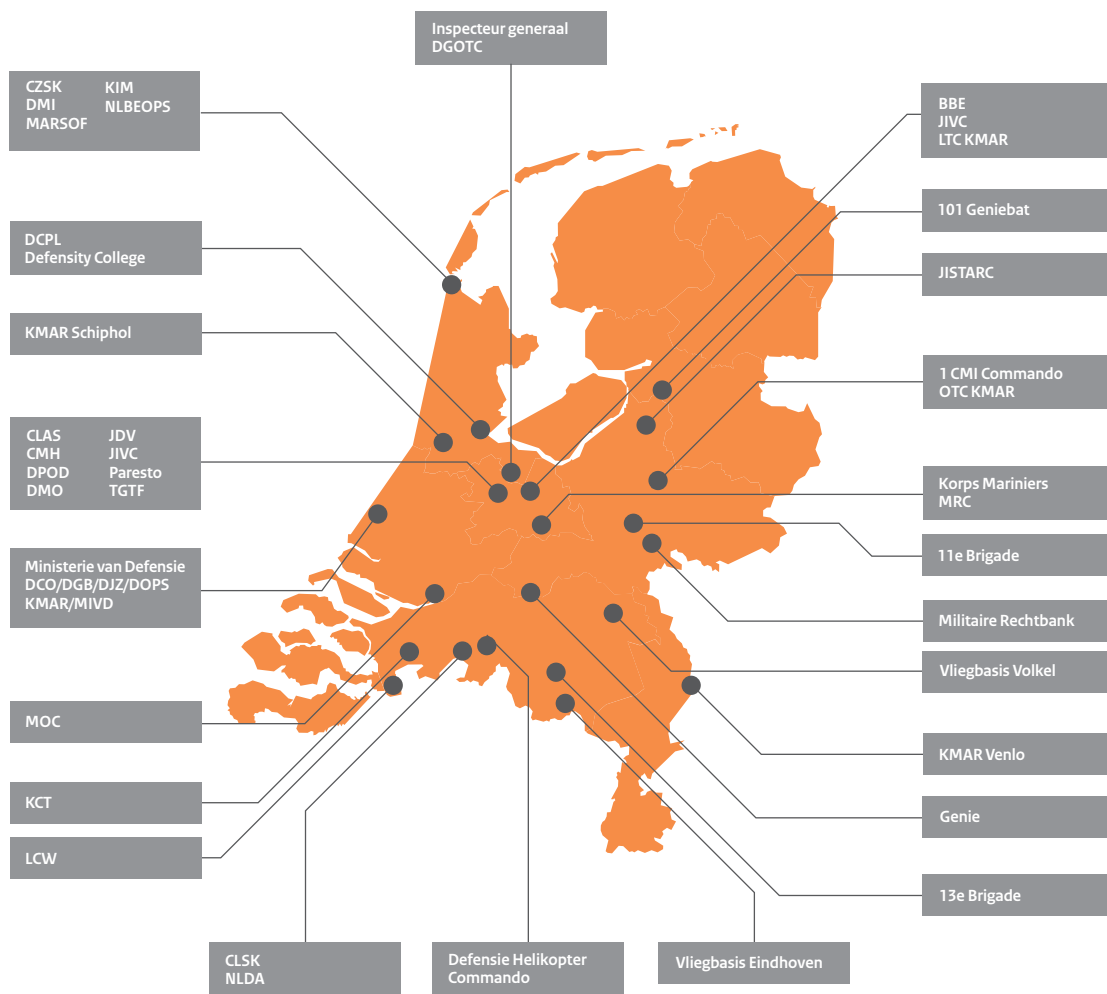 Inspecteur generaal
DGOTC
CZSK KIM
DMI NLBEOPS
MARSOF
DCPL
Defensity College
KMAR Schiphol
CLAS JDV
CMH JIVC
DPOD Paresto
DMO TGTF
Ministerie van Defensie
DCO/DGB/DJZ/DOPS
KMAR/MIVD
MOC
KCT
LCW
BBE
JIVC
LTC KMAR
101 Geniebat
JISTARC
1 CMI Commando
OTC KMAR
Korps Mariniers
MRC
11e Brigade
Militaire Rechtbank
Vliegbasis Volkel
KMAR Venlo
Genie
13e Brigade
CLSK
NLDA
Defensie Helikopter
Commando
Vliegbasis Eindhoven